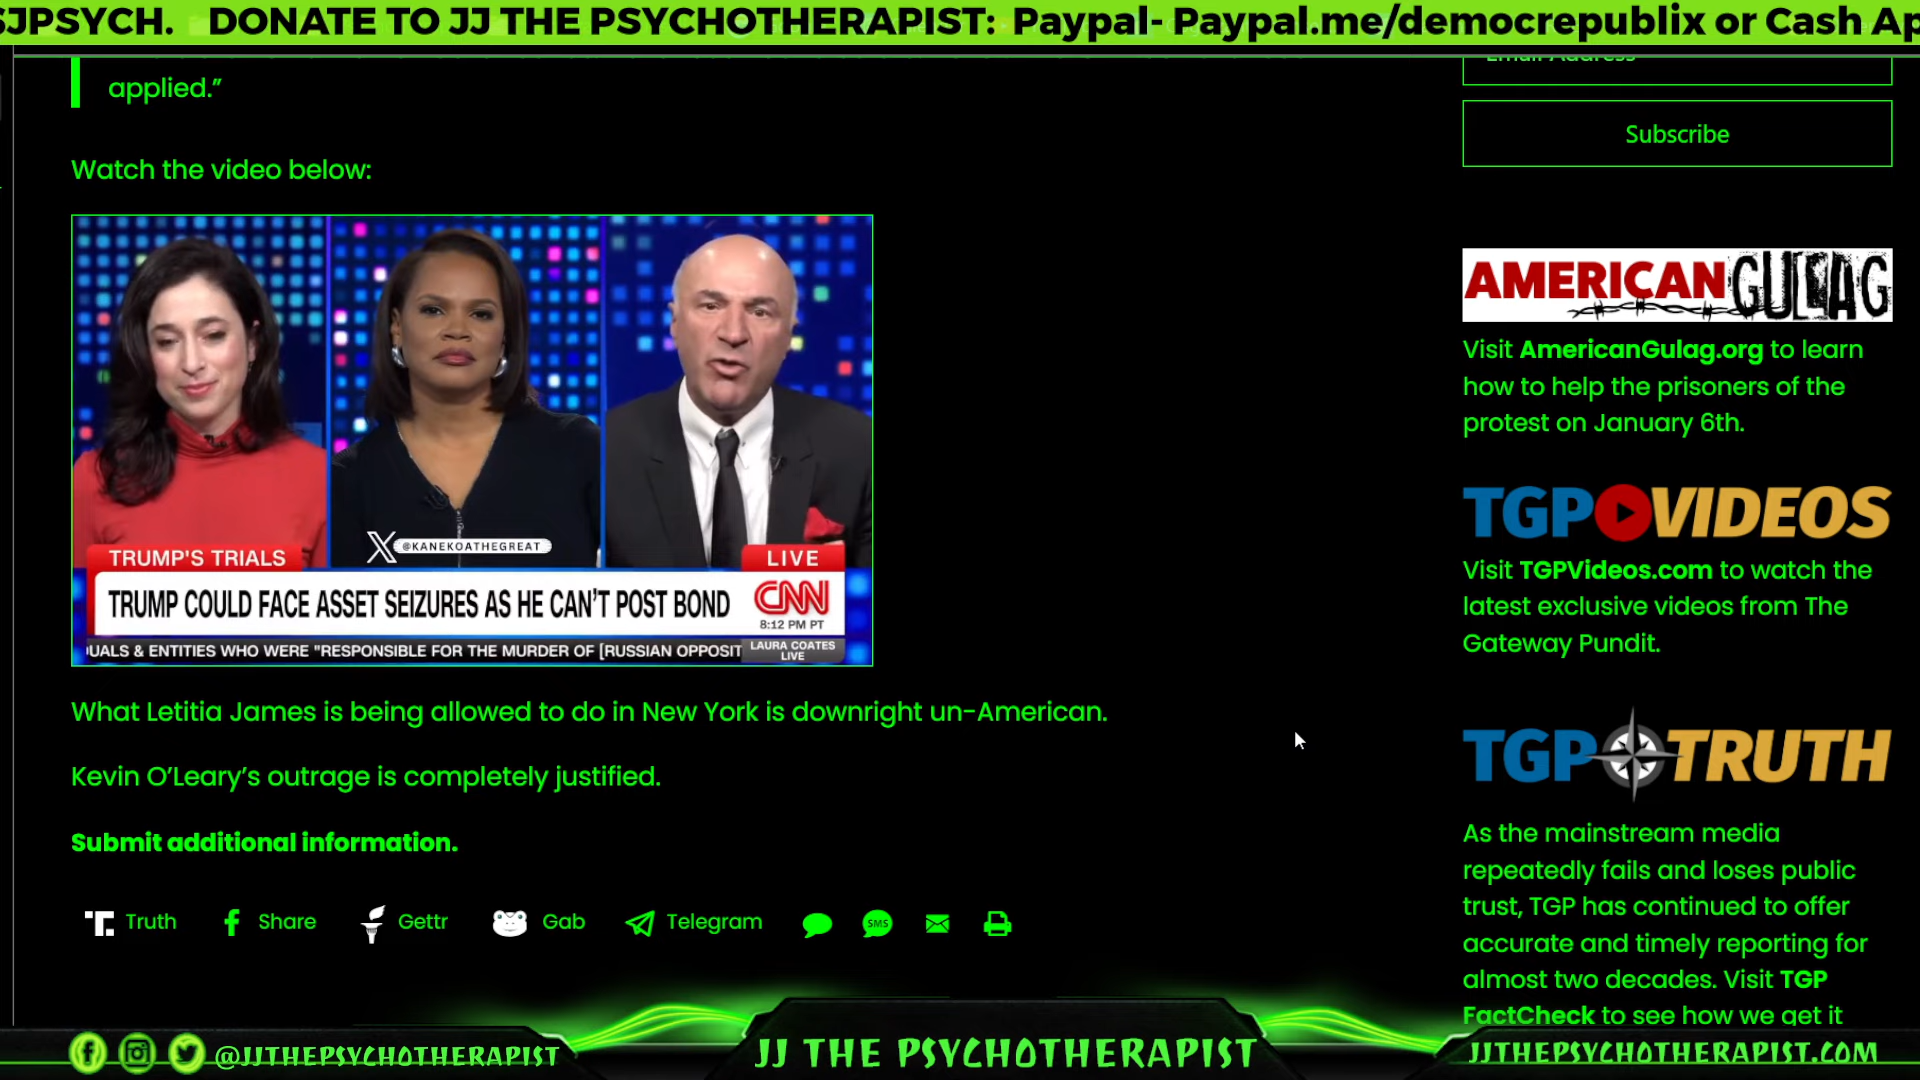 SJPSYCH. DONATE TO JJ THE PSYCHOTHERAPIST: Paypal- Paypal.me/democrepublix or Cash Ap
applied.”
Watch the video below:
@KANEKOATHEGREAT
TRUMP'S TRIALS
LIVE
TRUMP COULD FACE ASSET SEIZURES AS HE CAN'T POST BOND
CNN
8:12 PM PT
UALS & ENTITIES WHO WERE "RESPONSIBLE FOR THE MURDER OF [RUSSIAN OPPOSIT
LAURA COATES
LIVE
What Letitia James is being allowed to do in New York is downright un-American.
Kevin O’Leary’s outrage is completely justified.
Submit additional information.
Truth
Share
Gettr
Gab
Telegram
SMS
Email Address
Subscribe
AMERICAN GULAG
Visit AmericanGulag.org to learn
how to help the prisoners of the
protest on January 6th.
TGP VIDEOS
Visit TGPVideos.com to watch the
latest exclusive videos from The
Gateway Pundit.
TGP TRUTH
As the mainstream media
repeatedly fails and loses public
trust, TGP has continued to offer
accurate and timely reporting for
almost two decades. Visit TGP
FactCheck to see how we get it
@JJTHEPSYCHOTHERAPIST
JJ THE PSYCHOTHERAPIST
JJTHEPSYCHOTHERAPIST.COM